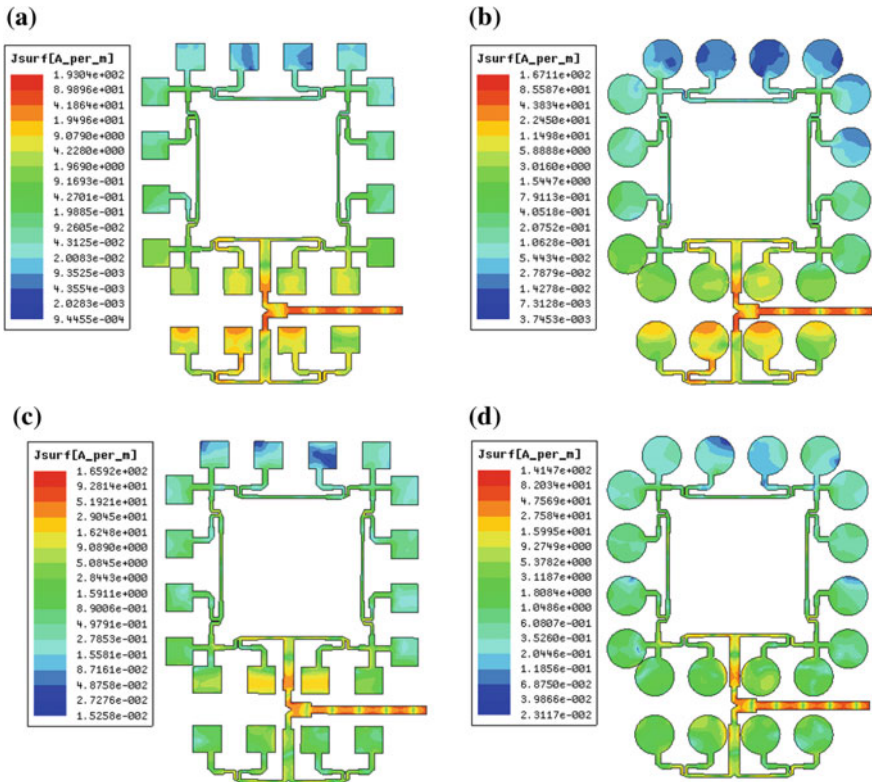 (a)
Jsurf[A_per_m]
1.9304e+002
8.9896e+001
4.1864e+001
1.9496e+001
9.0790e+000
4.2280e+000
1.9690e+000
9.1693e-001
4.2701e-001
1.9885e-001
9.2605e-002
4.3125e-002
2.0083e-002
9.3525e-003
4.3554e-003
2.0283e-003
9.4455e-004
(b)
Jsurf[A_per_m]
1.6711e+002
8.5587e+001
4.3834e+001
2.2450e+001
1.1498e+001
5.8888e+000
3.0160e+000
1.5447e+000
7.9113e-001
4.0518e-001
2.0752e-001
1.0628e-001
5.4434e-002
2.7879e-002
1.4278e-002
7.3128e-003
3.7453e-003
(c)
Jsurf[A_per_m]
1.6592e+002
9.2814e+001
5.1921e+001
2.9045e+001
1.6248e+001
9.0890e+000
5.0845e+000
2.8443e+000
1.5911e+000
8.9006e-001
4.9791e-001
2.7853e-001
1.5581e-001
8.7161e-002
4.8758e-002
2.7276e-002
1.5258e-002
(d)
Jsurf[A_per_m]
1.4147e+002
8.2034e+001
4.7569e+001
2.7584e+001
1.5995e+001
9.2749e+000
5.3782e+000
3.1187e+000
1.8084e+000
1.0486e+000
6.0807e-001
3.5260e-001
2.0446e-001
1.1856e-001
6.8750e-002
3.9866e-002
2.3117e-002